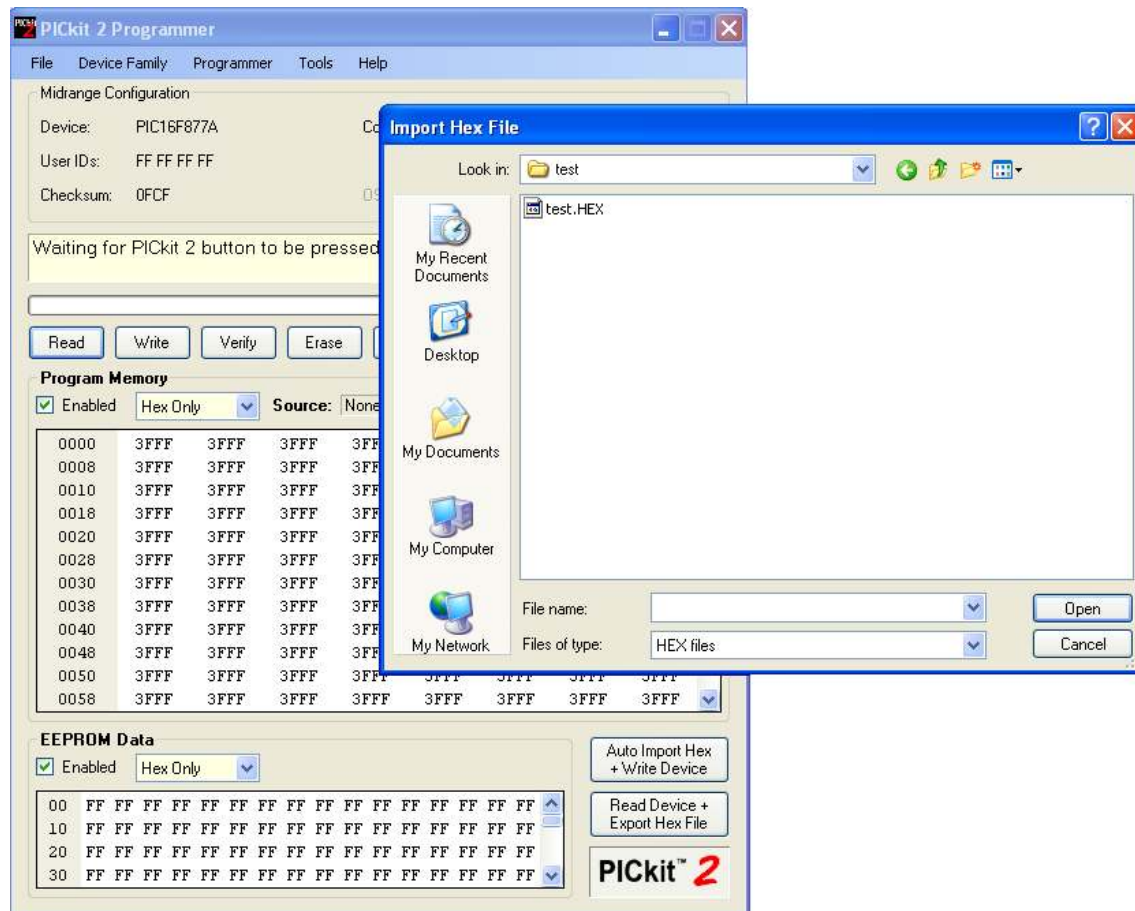 PICkit 2 Programmer
File Device Family Programmer Tools Help
Midrange Configuration
Device: PIC16F877A
User IDs: FF FF FF FF
Checksum: 0FCF
Waiting for PICkit 2 button to be pressed
Read Write Verify Erase
Program Memory
Enabled Hex Only Source: None
0000 3FFF 3FFF 3FFF
0008 3FFF 3FFF 3FFF
0010 3FFF 3FFF 3FFF
0018 3FFF 3FFF 3FFF
0020 3FFF 3FFF 3FFF
0028 3FFF 3FFF 3FFF
0030 3FFF 3FFF 3FFF
0038 3FFF 3FFF 3FFF
0040 3FFF 3FFF 3FFF
0048 3FFF 3FFF 3FFF
0050 3FFF 3FFF 3FFF 3FFF 3FFF 3FFF 3FFF 3FFF
0058 3FFF 3FFF 3FFF 3FFF 3FFF 3FFF 3FFF 3FFF
Import Hex File
Look in: test
test.HEX
My Recent
Documents
Desktop
My Documents
My Computer
My Network
File name: Open
Files of type: HEX files Cancel
EEPROM Data
Enabled Hex Only
00 FF FF FF FF FF FF FF FF FF FF FF FF FF FF FF FF
10 FF FF FF FF FF FF FF FF FF FF FF FF FF FF FF FF
20 FF FF FF FF FF FF FF FF FF FF FF FF FF FF FF FF
30 FF FF FF FF FF FF FF FF FF FF FF FF FF FF FF FF
Auto Import Hex
+ Write Device
Read Device +
Export Hex File
PICkit™ 2